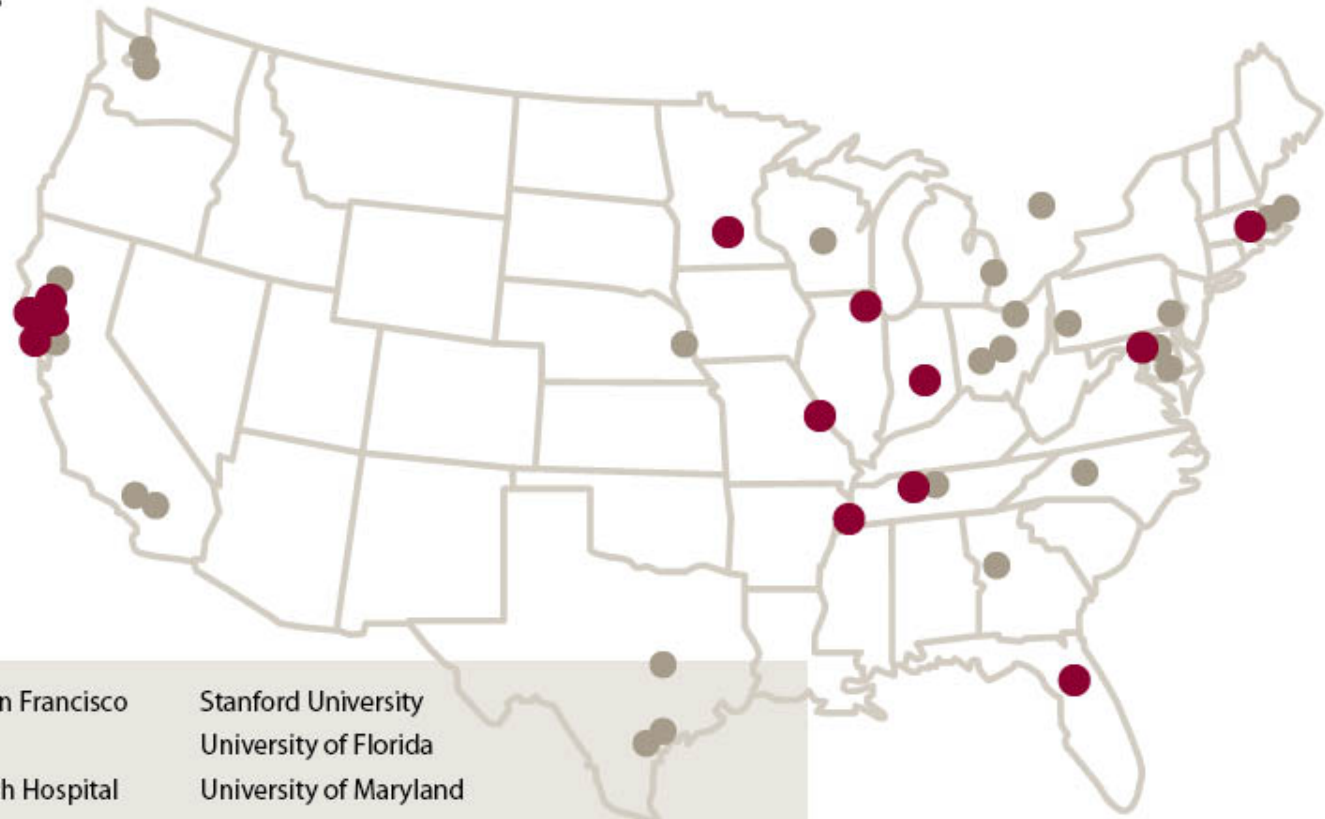 n Francisco
Stanford University
University of Florida
h Hospital
University of Maryland